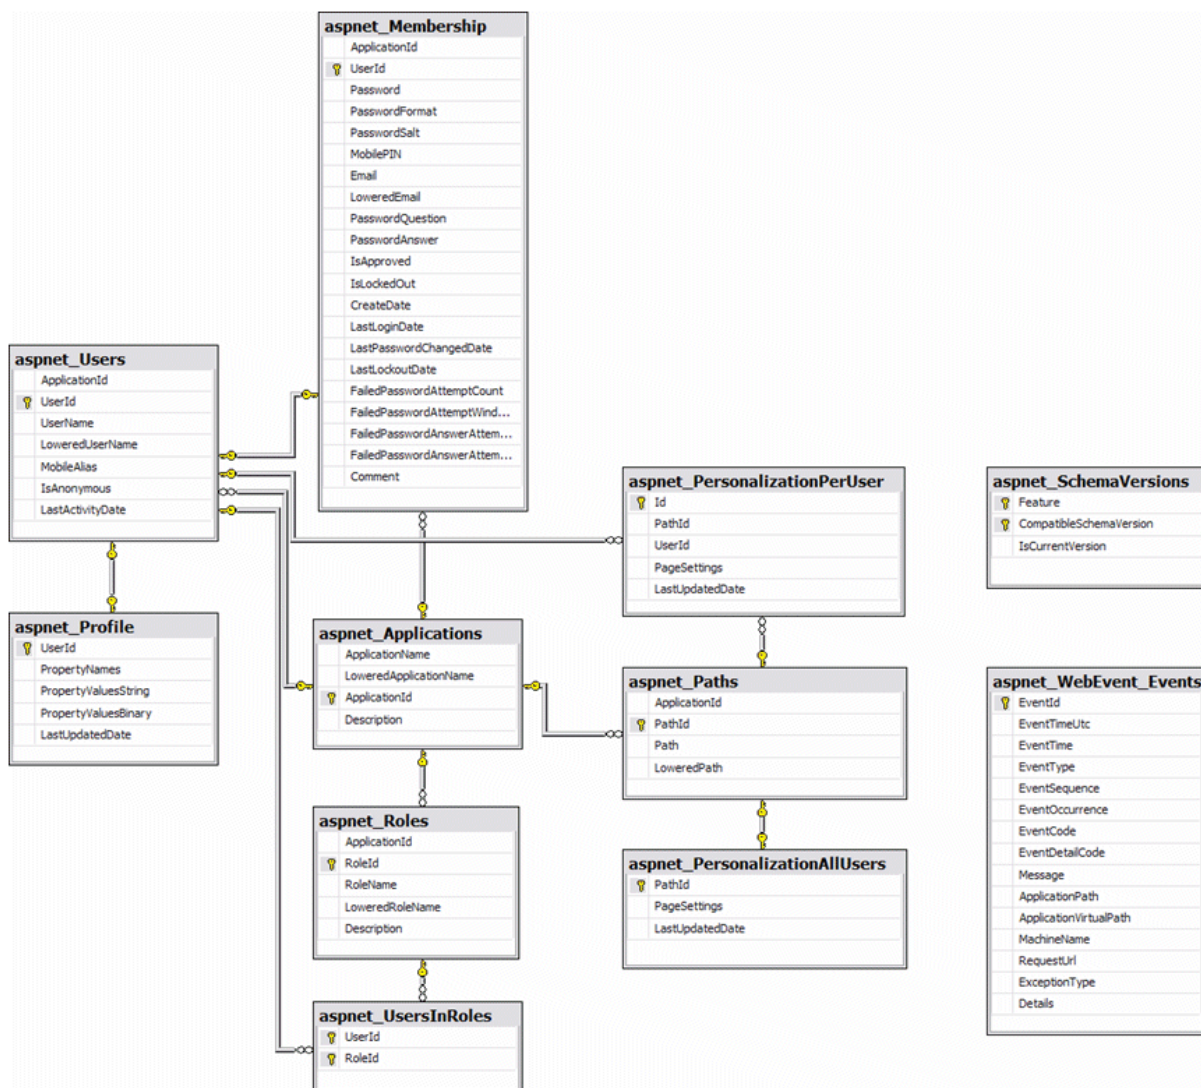 aspnet_Membership
ApplicationId
UserId
Password
PasswordFormat
PasswordSalt
MobilePIN
Email
LoweredEmail
PasswordQuestion
PasswordAnswer
IsApproved
IsLockedOut
CreateDate
LastLoginDate
LastPasswordChangedDate
LastLockoutDate
FailedPasswordAttemptCount
FailedPasswordAttemptWind...
FailedPasswordAnswerAttem...
FailedPasswordAnswerAttem...
Comment
aspnet_Users
ApplicationId
UserId
UserName
LoweredUserName
MobileAlias
IsAnonymous
LastActivityDate
aspnet_Profile
UserId
PropertyNames
PropertyValuesString
PropertyValuesBinary
LastUpdatedDate
aspnet_Applications
ApplicationName
LoweredApplicationName
ApplicationId
Description
aspnet_Roles
ApplicationId
RoleId
RoleName
LoweredRoleName
Description
aspnet_UsersInRoles
UserId
RoleId
aspnet_PersonalizationPerUser
Id
PathId
UserId
PageSettings
LastUpdatedDate
aspnet_Paths
ApplicationId
PathId
Path
LoweredPath
aspnet_PersonalizationAllUsers
PathId
PageSettings
LastUpdatedDate
aspnet_SchemaVersions
Feature
CompatibleSchemaVersion
IsCurrentVersion
aspnet_WebEvent_Events
EventId
EventTimeUtc
EventTime
EventType
EventSequence
EventOccurrence
EventCode
EventDetailCode
Message
ApplicationPath
ApplicationVirtualPath
MachineName
RequestUrl
ExceptionType
Details